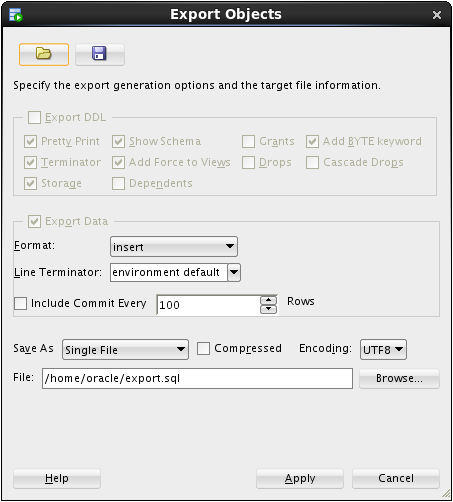 Export Objects
Specify the export generation options and the target file information.
Export DDL
Pretty Print Show Schema Grants Add BYTE keyword
Terminator Add Force to Views Drops Cascade Drops
Storage Dependents
Export Data
Format: insert
Line Terminator: environment default
Include Commit Every 100 Rows
Save As Single File Compressed Encoding: UTF8
File: /home/oracle/export.sql Browse...
Help Apply Cancel